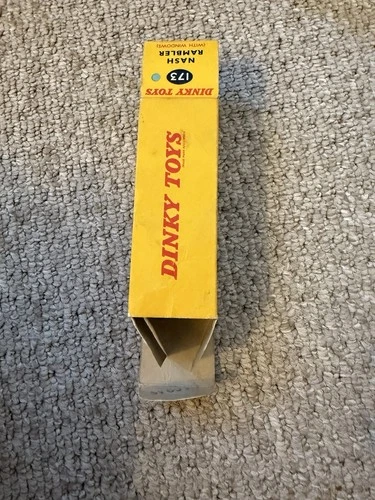 DINKY TOYS
173
NASH
RAMBLER
(WITH WINDOWS)
DINKY TOYS